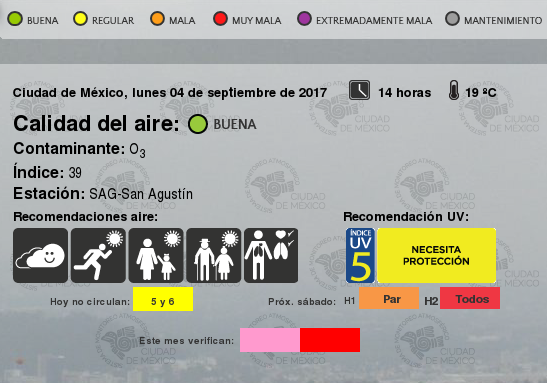 BUENA REGULAR MALA MUY MALA EXTREMADAMENTE MALA MANTENIMIENTO
Ciudad de México, lunes 04 de septiembre de 2017 14 horas 19 ºC
Calidad del aire: BUENA
Contaminante: O3
Índice: 39
Estación: SAG-San Agustín
Recomendaciones aire: Recomendación UV:
ÍNDICE
UV
5
NECESITA
PROTECCIÓN
Hoy no circulan: 5 y 6 Próx. sábado: H1 Par H2 Todos
Este mes verifican:
CIUDAD
DE MÉXICO